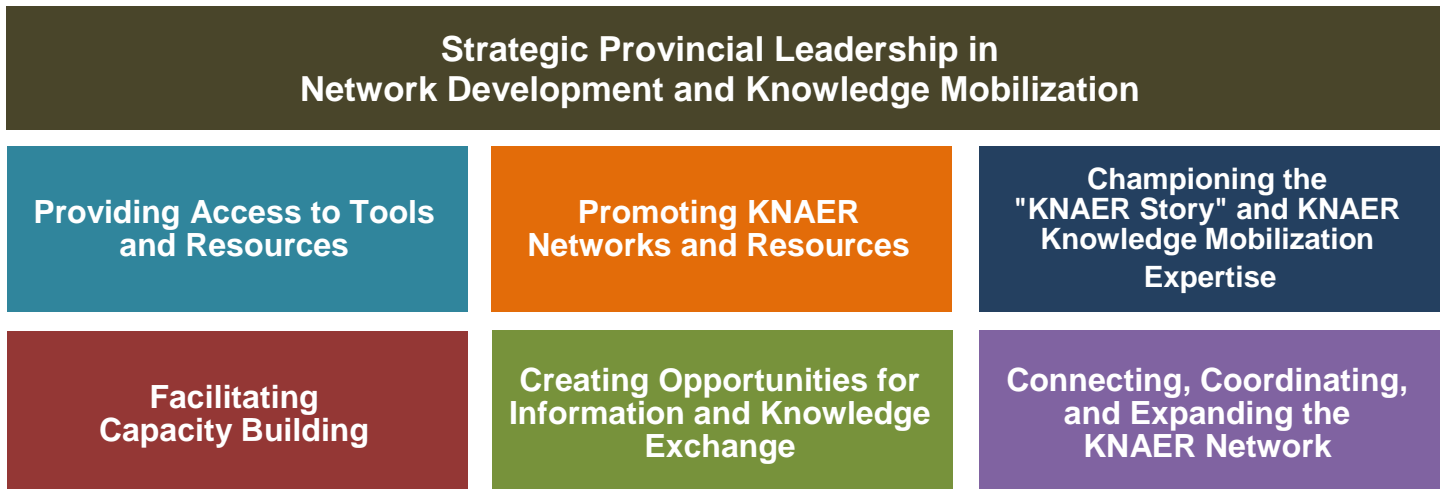 Strategic Provincial Leadership in
Network Development and Knowledge Mobilization
Providing Access to Tools
and Resources
Promoting KNAER
Networks and Resources
Championing the
"KNAER Story" and KNAER
Knowledge Mobilization
Expertise
Facilitating
Capacity Building
Creating Opportunities for
Information and Knowledge
Exchange
Connecting, Coordinating,
and Expanding the
KNAER Network